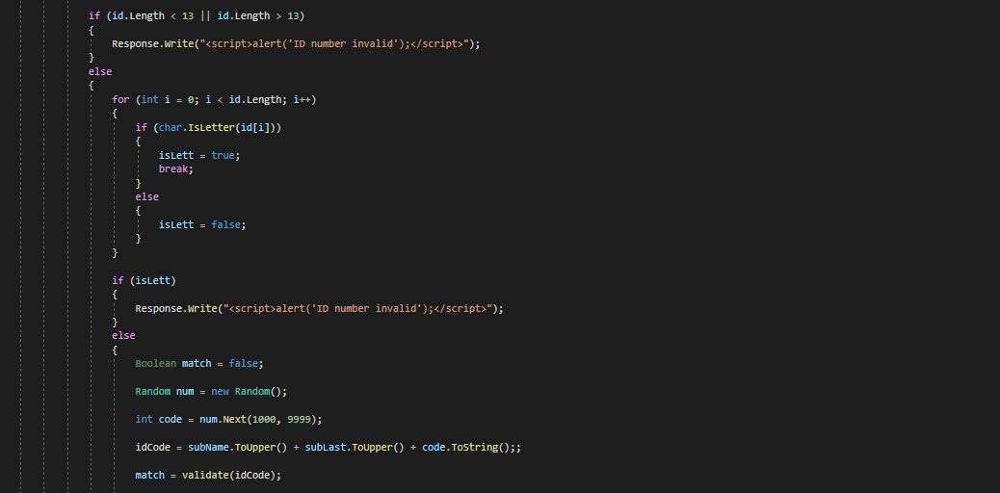 if (id.Length < 13 || id.Length > 13)
{
Response.Write("<script>alert('ID number invalid');</script>");
}
else
{
for (int i = 0; i < id.Length; i++)
{
if (char.IsLetter(id[i]))
{
isLett = true;
break;
}
else
{
isLett = false;
}
}
if (isLett)
{
Response.Write("<script>alert('ID number invalid');</script>");
}
else
{
Boolean match = false;
Random num = new Random();
int code = num.Next(1000, 9999);
idCode = subName.ToUpper() + subLast.ToUpper() + code.ToString();;
match = validate(idCode);